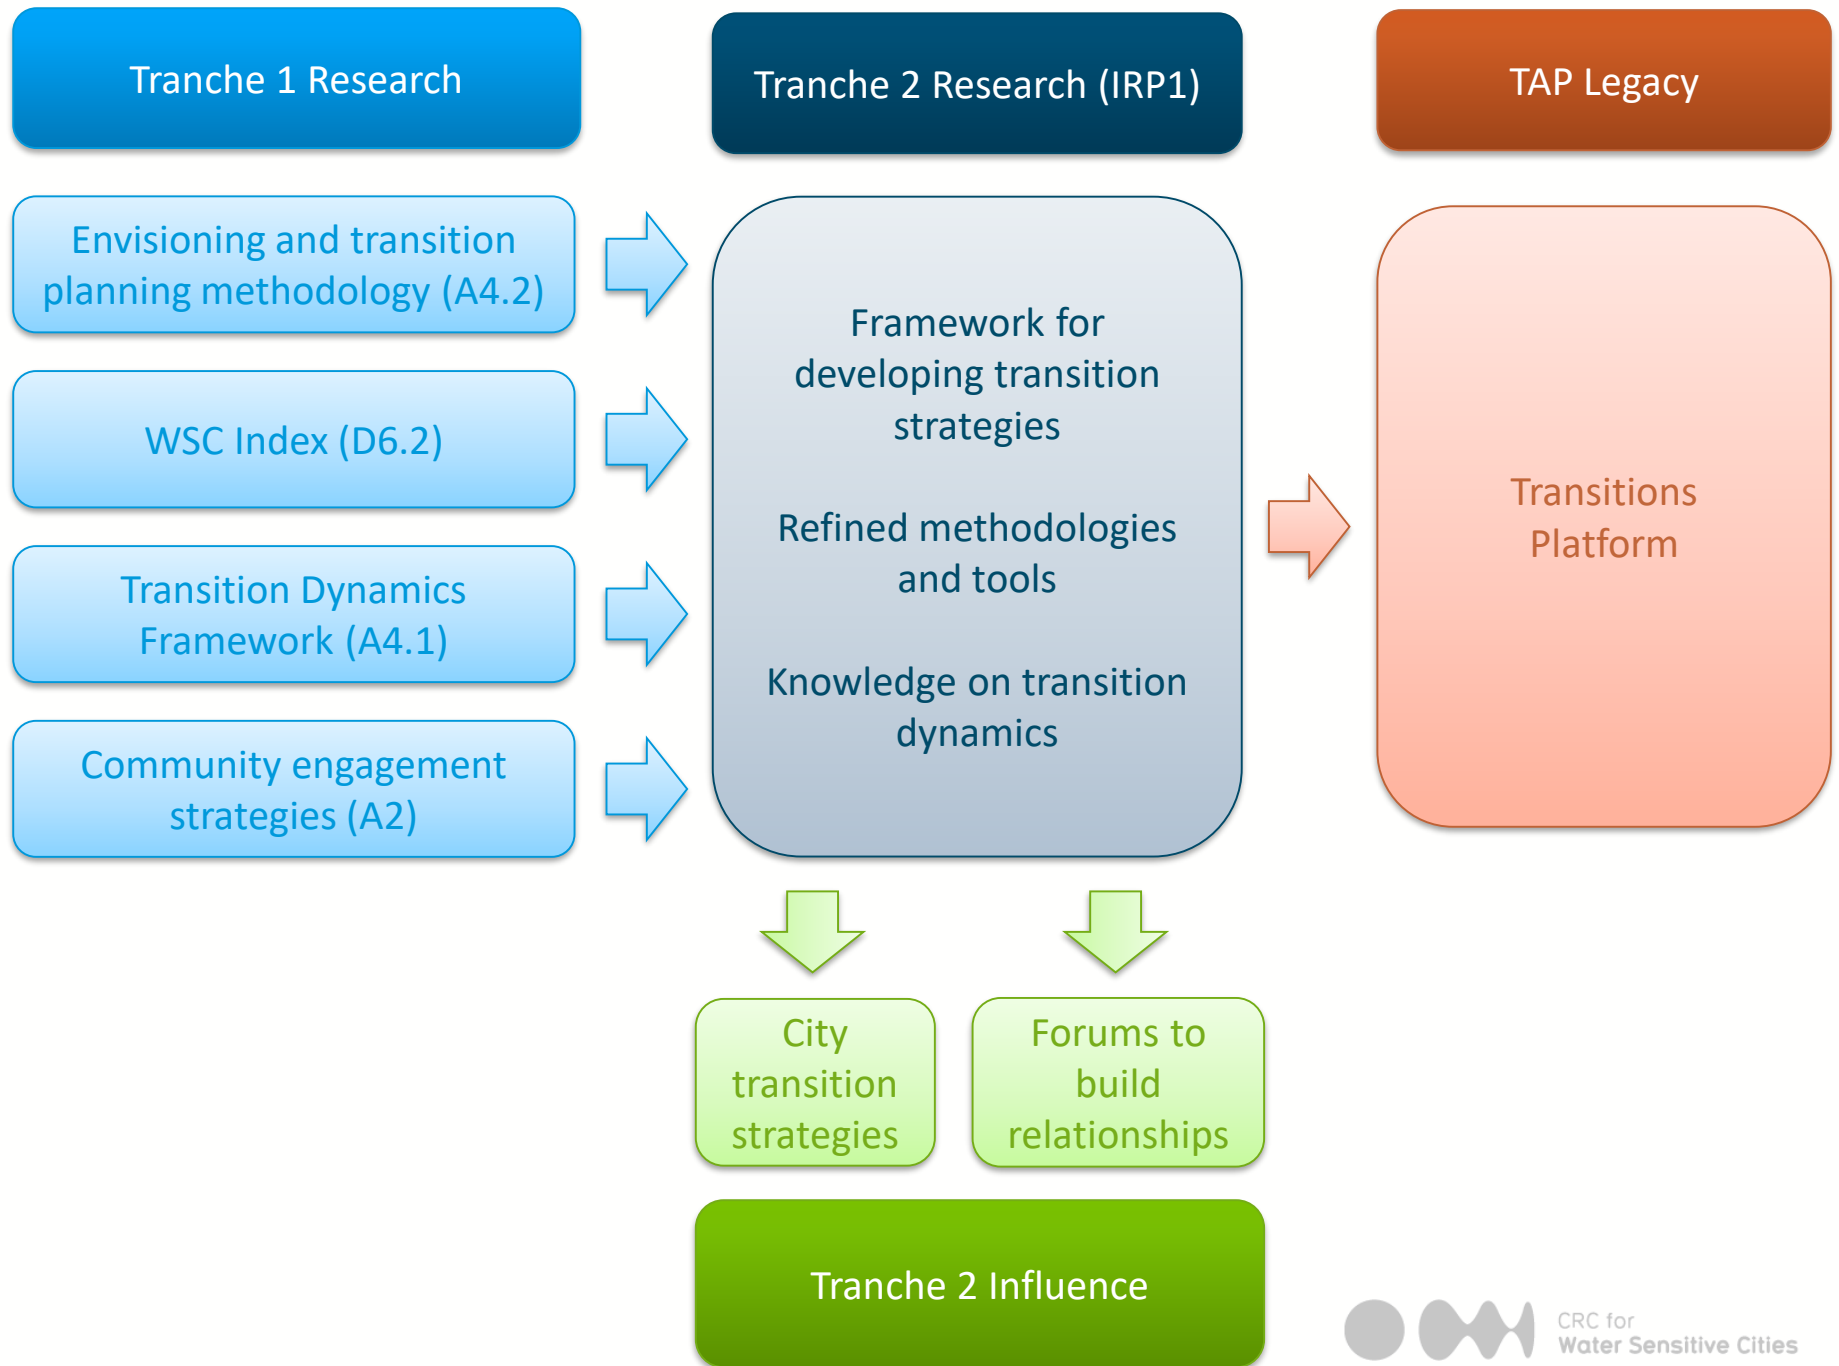 Tranche 1 Research
Tranche 2 Research (IRP1)
TAP Legacy
Envisioning and transition
planning methodology (A4.2)
WSC Index (D6.2)
Transition Dynamics
Framework (A4.1)
Community engagement
strategies (A2)
Framework for
developing transition
strategies
Refined methodologies
and tools
Knowledge on transition
dynamics
Transitions
Platform
City
transition
strategies
Forums to
build
relationships
Tranche 2 Influence
CRC for
Water Sensitive Cities